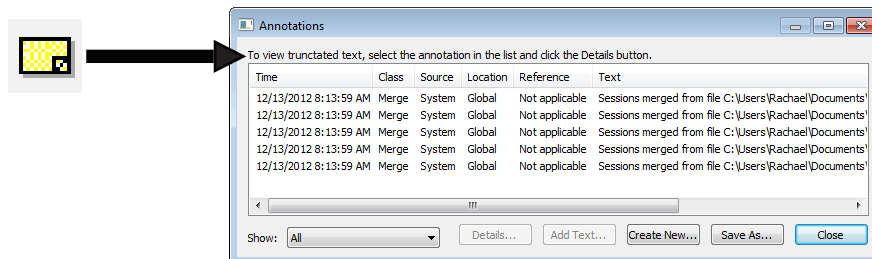 Annotations
To view trunctated text, select the annotation in the list and click the Details button.
Time Class Source Location Reference Text
12/13/2012 8:13:59 AM Merge System Global Not applicable Sessions merged from file C:\Users\Rachael\Documents\
12/13/2012 8:13:59 AM Merge System Global Not applicable Sessions merged from file C:\Users\Rachael\Documents\
12/13/2012 8:13:59 AM Merge System Global Not applicable Sessions merged from file C:\Users\Rachael\Documents\
12/13/2012 8:13:59 AM Merge System Global Not applicable Sessions merged from file C:\Users\Rachael\Documents\
12/13/2012 8:13:59 AM Merge System Global Not applicable Sessions merged from file C:\Users\Rachael\Documents\
Show: All Details... Add Text... Create New... Save As... Close